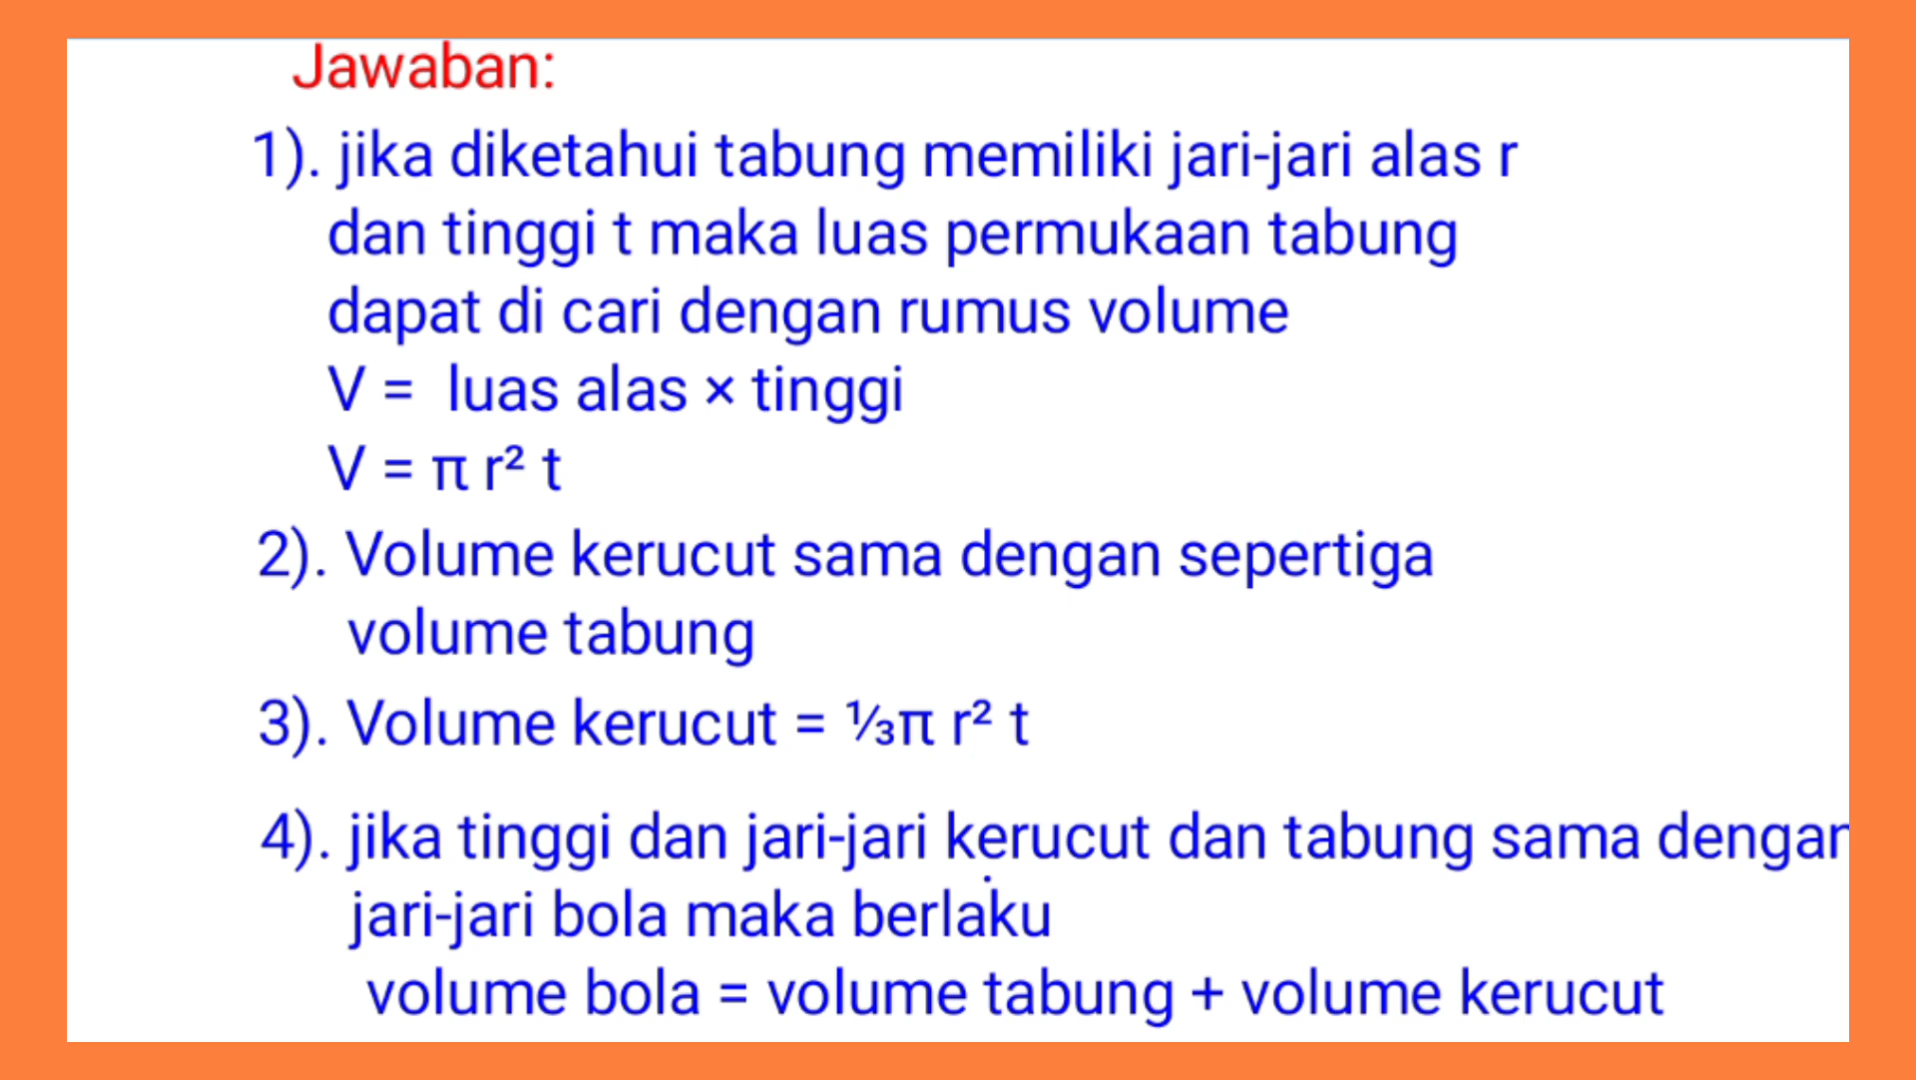 Jawaban:
1). jika diketahui tabung memiliki jari-jari alas r
dan tinggi t maka luas permukaan tabung
dapat di cari dengan rumus volume
V = luas alas × tinggi
V = π r² t
2). Volume kerucut sama dengan sepertiga
volume tabung
3). Volume kerucut = ⅓π r² t
4). jika tinggi dan jari-jari kerucut dan tabung sama dengan
jari-jari bola maka berlaku
volume bola = volume tabung + volume kerucut